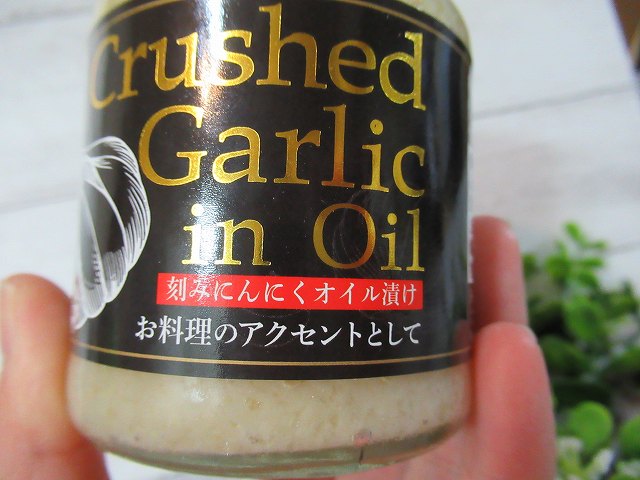 Crushed
Garlic
in Oil
刻みにんにくオイル漬け
お料理のアクセントとして